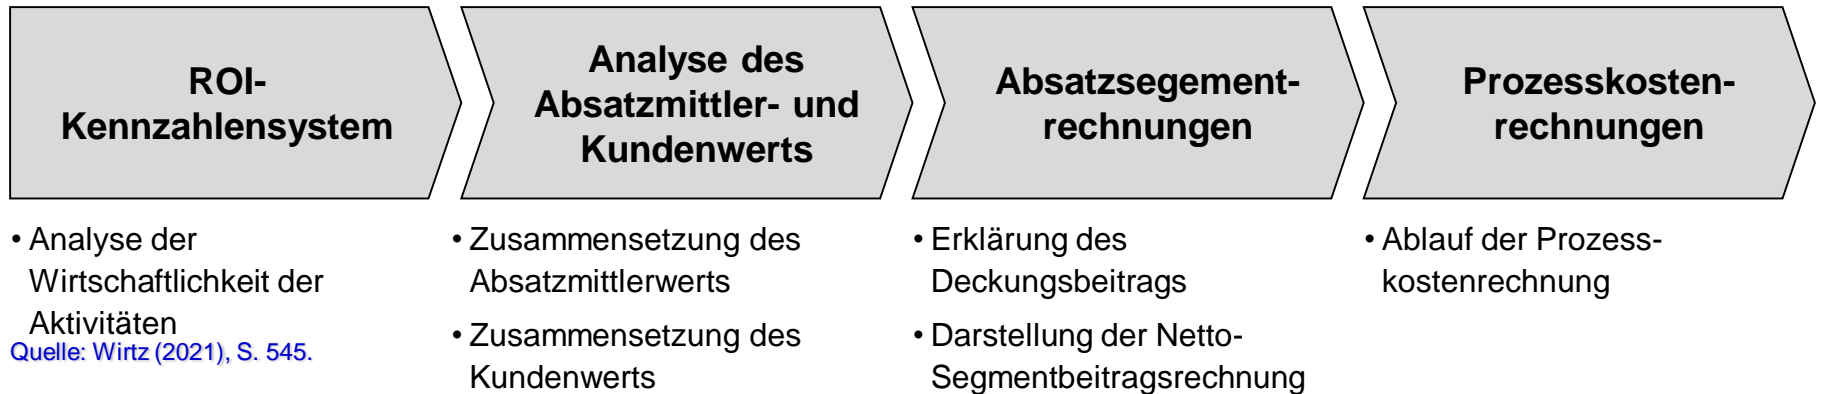 ROI-
Kennzahlensystem
Analyse des
Absatzmittler- und
Kundenwerts
Absatzsegement-
rechnungen
Prozesskosten-
rechnungen
• Analyse der
Wirtschaftlichkeit der
Aktivitäten
Quelle: Wirtz (2021), S. 545.
• Zusammensetzung des
Absatzmittlerwerts
• Zusammensetzung des
Kundenwerts
• Erklärung des
Deckungsbeitrags
• Darstellung der Netto-
Segmentbeitragsrechnung
• Ablauf der Prozess-
kostenrechnung